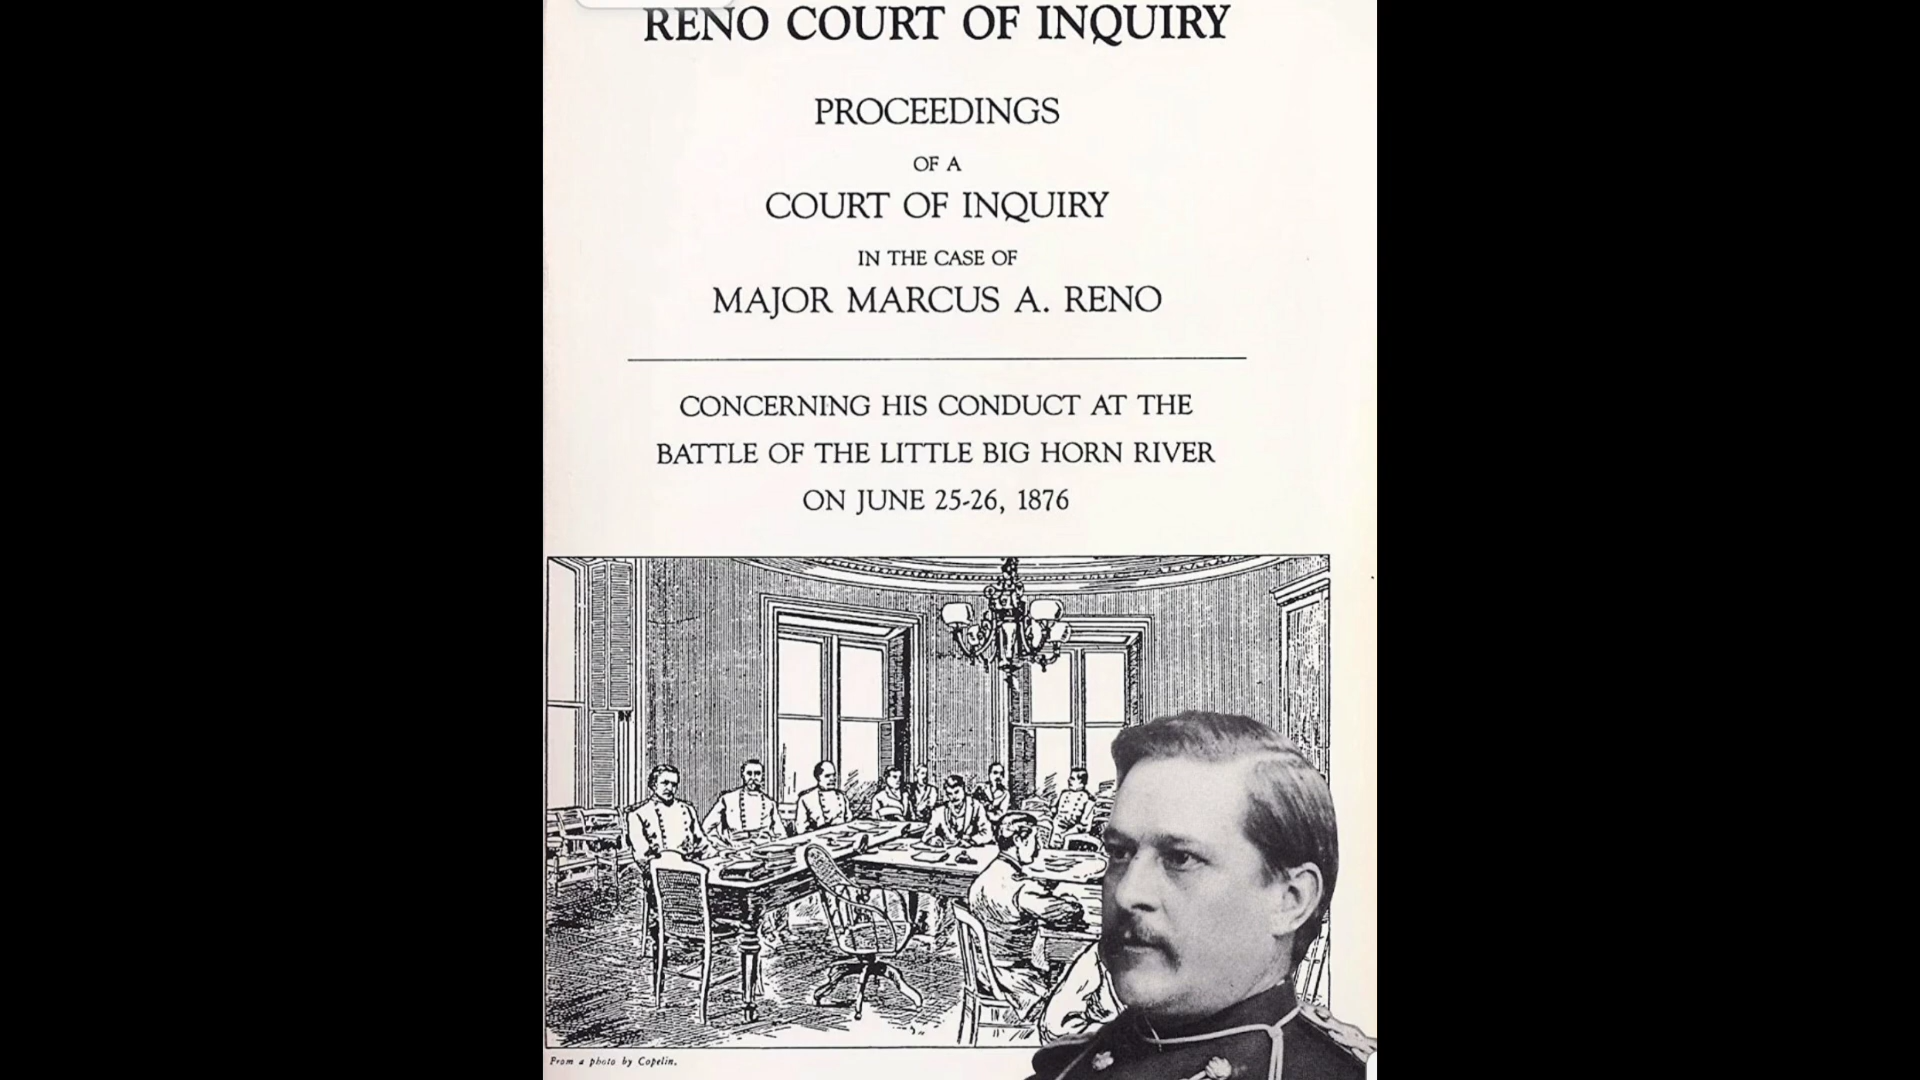 RENO COURT OF INQUIRY
PROCEEDINGS
OF A
COURT OF INQUIRY
IN THE CASE OF
MAJOR MARCUS A. RENO
CONCERNING HIS CONDUCT AT THE
BATTLE OF THE LITTLE BIG HORN RIVER
ON JUNE 25-26, 1876
From a photo by Copelin.